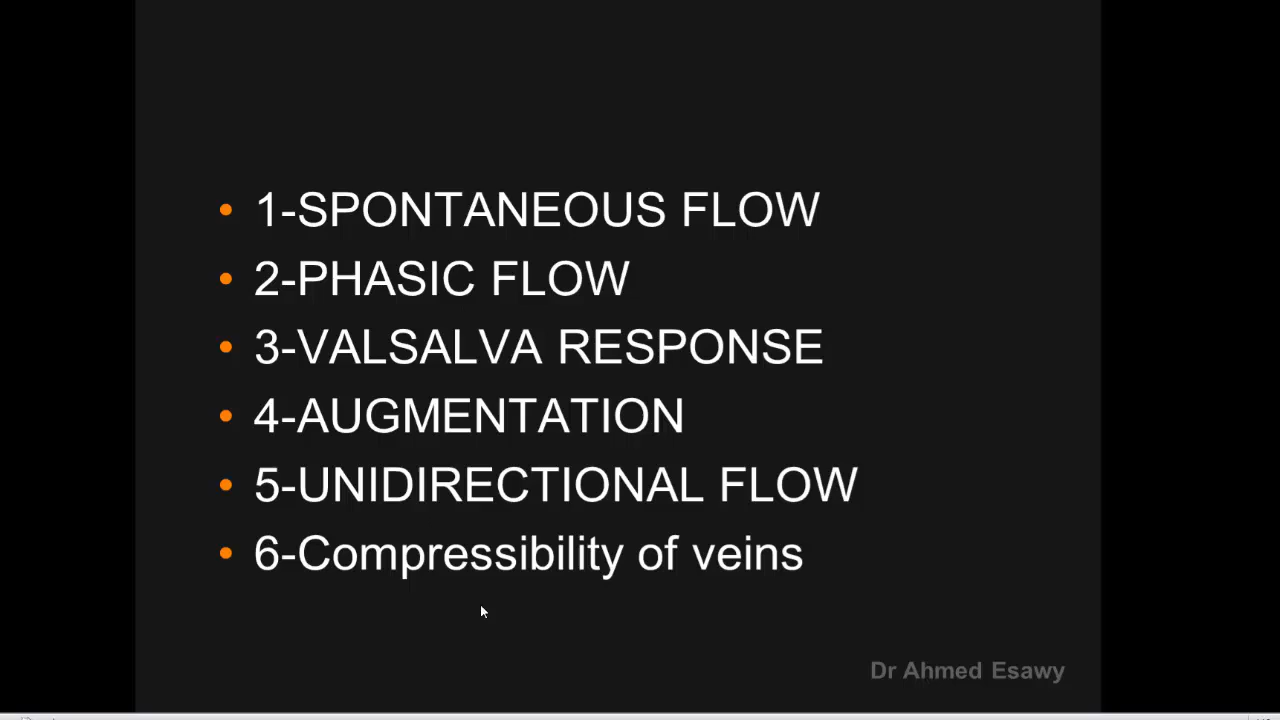 • 1-SPONTANEOUS FLOW
• 2-PHASIC FLOW
• 3-VALSALVA RESPONSE
• 4-AUGMENTATION
• 5-UNIDIRECTIONAL FLOW
• 6-Compressibility of veins
Dr Ahmed Esawy